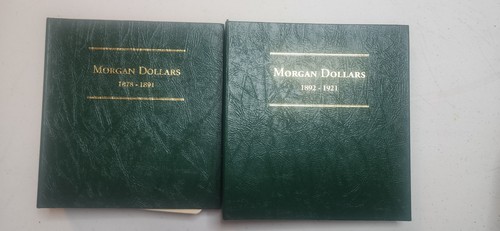 MORGAN DOLLARS
1878 - 1891
MORGAN DOLLARS
1892 - 1921